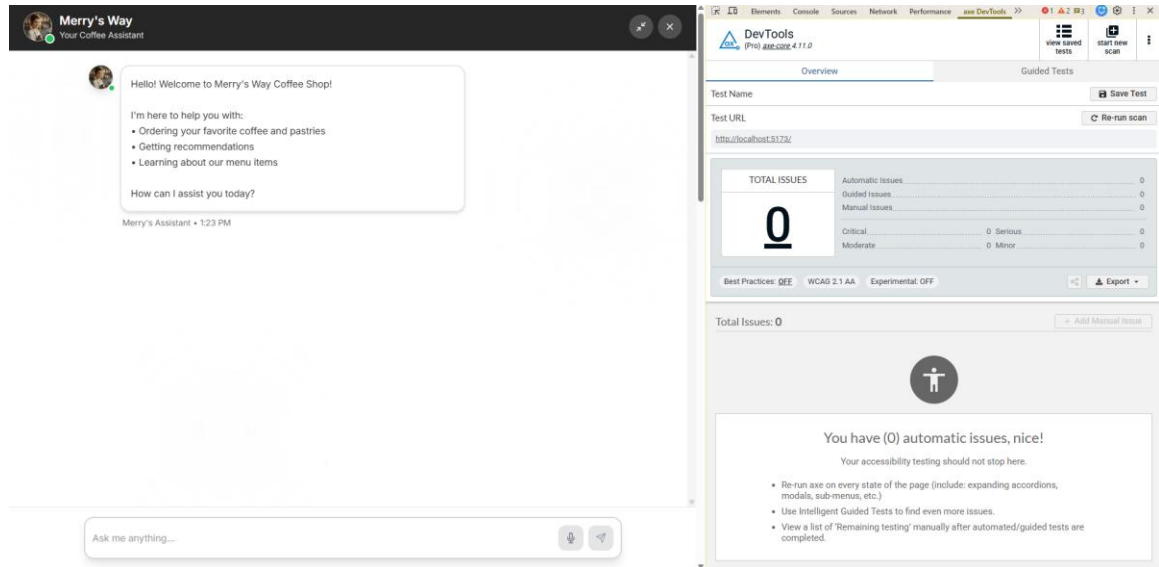 Merry's Way
Your Coffee Assistant
Hello! Welcome to Merry's Way Coffee Shop!
I'm here to help you with:
• Ordering your favorite coffee and pastries
• Getting recommendations
• Learning about our menu items
How can I assist you today?
Merry's Assistant • 1:23 PM
Ask me anything...
Elements Console Sources Network Performance axe DevTools 1 2 3
DevTools
(Pro) axe-core 4.11.0
view saved tests
start new scan
Overview Guided Tests
Test Name Save Test
Test URL Re-run scan
http://localhost:5173/
TOTAL ISSUES
0
Automatic Issues 0
Guided Issues 0
Manual Issues 0
Critical 0 Serious 0
Moderate 0 Minor 0
Best Practices: OFF WCAG 2.1 AA Experimental: OFF Export
Total Issues: 0 + Add Manual Issue
You have (0) automatic issues, nice!
Your accessibility testing should not stop here.
• Re-run axe on every state of the page (include: expanding accordions,
modals, sub-menus, etc.)
• Use Intelligent Guided Tests to find even more issues.
• View a list of 'Remaining testing' manually after automated/guided tests are
completed.